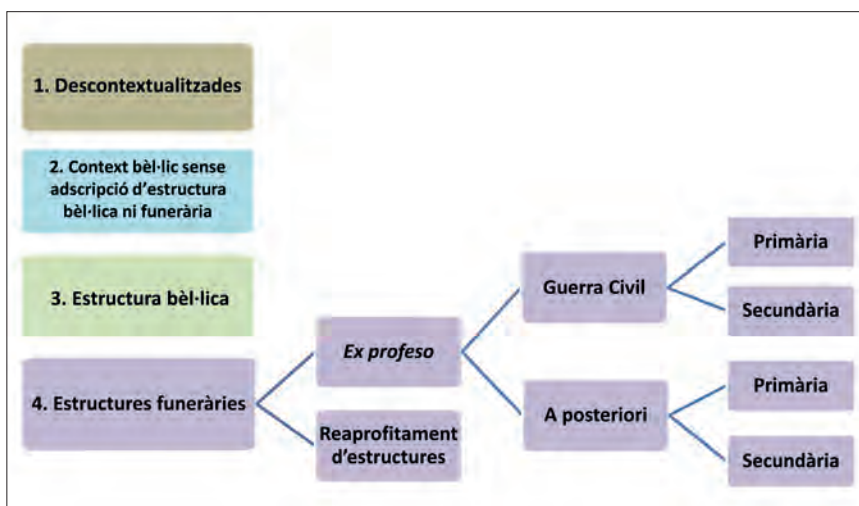 1. Descontextualitzades
2. Context bèl·lic sense
adscripció d'estructura
bèl·lica ni funerària
3. Estructura bèl·lica
4. Estructures funeràries
Ex profeso
Reaprofitament
d'estructures
Guerra Civil
A posteriori
Primària
Secundària
Primària
Secundària